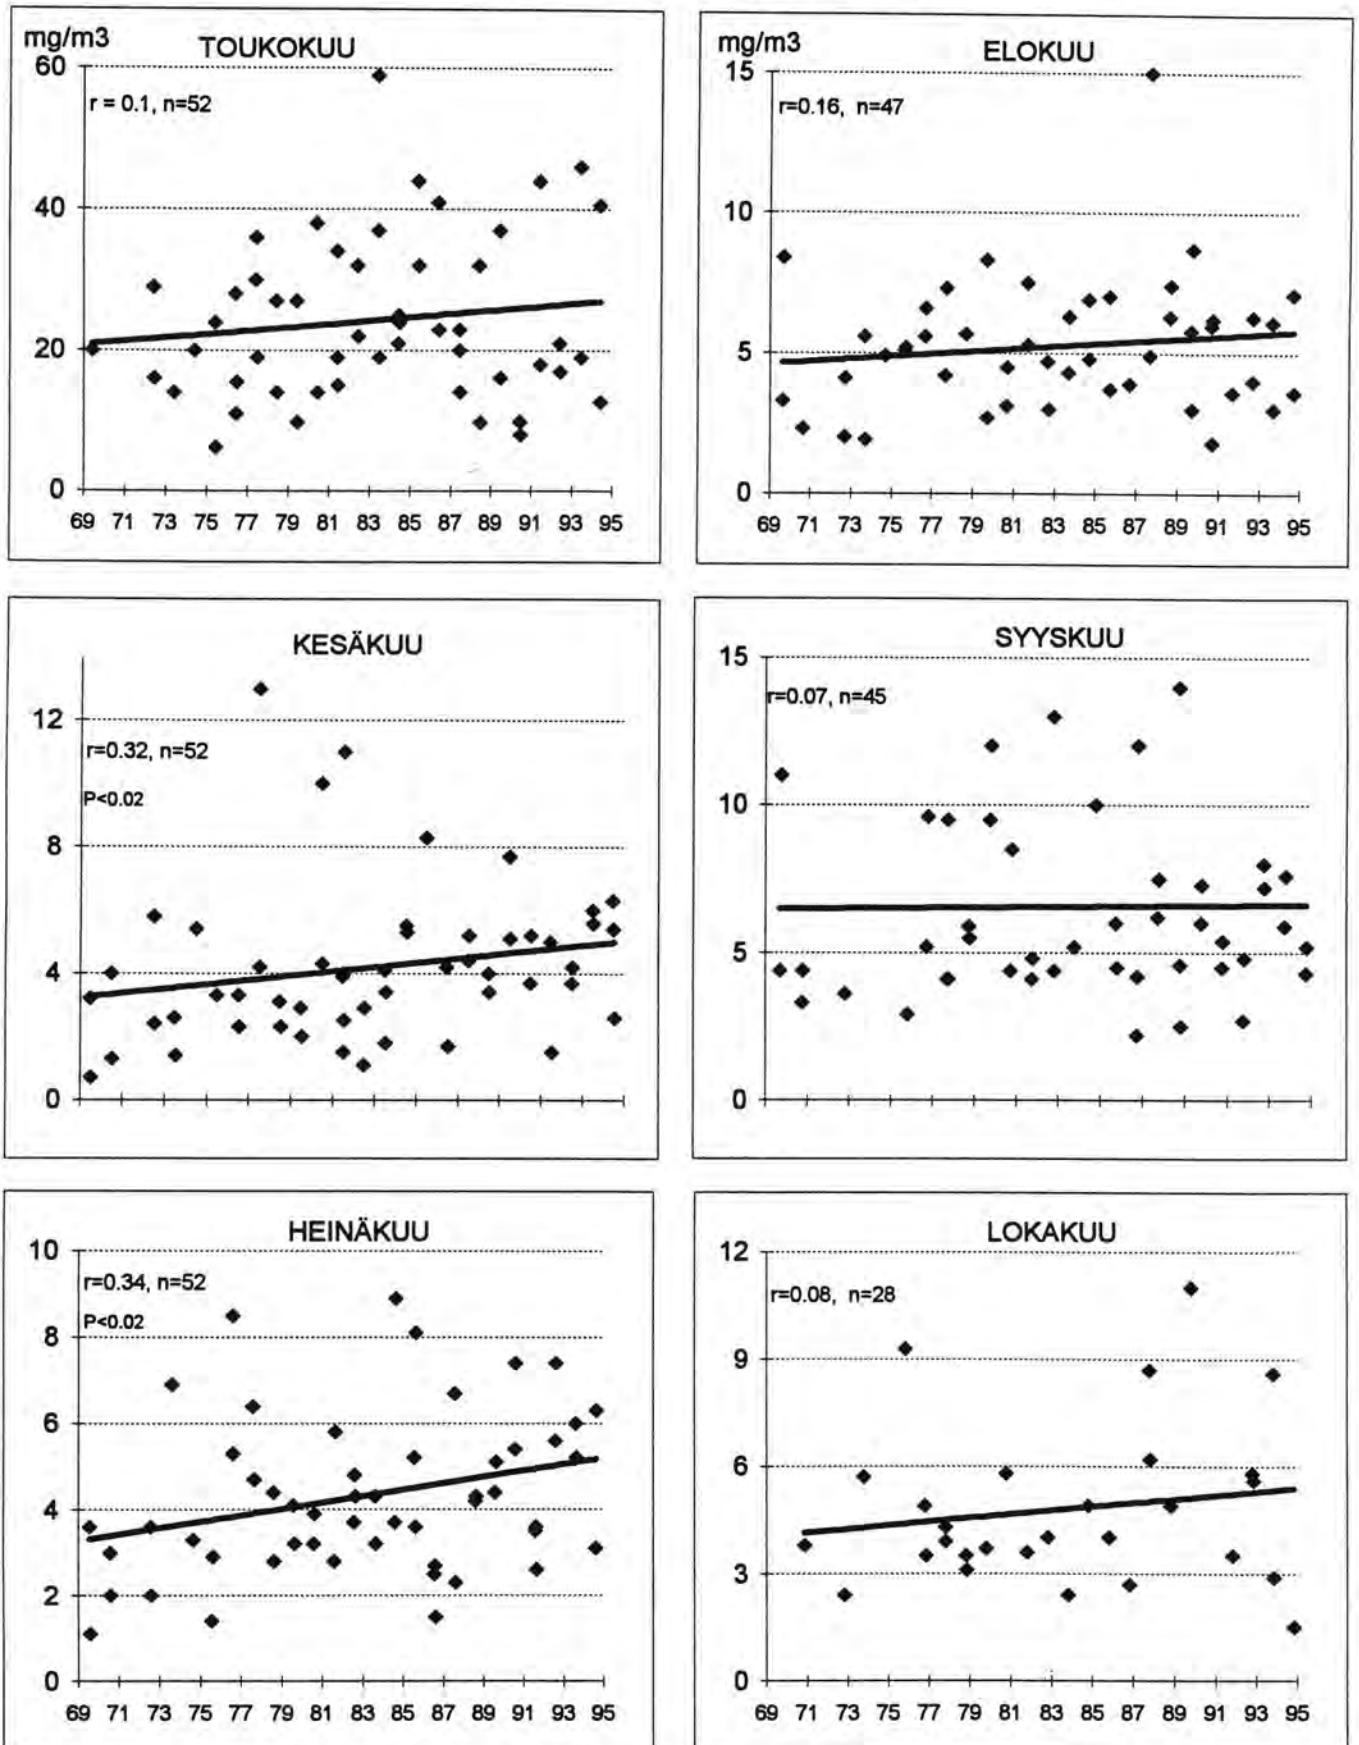 mg/m3
TOUKOKUU
60
r = 0.1, n=52
40
20
0
69 71 73 75 77 79 81 83 85 87 89 91 93 95
mg/m3
ELOKUU
15
r=0.16, n=47
10
5
0
69 71 73 75 77 79 81 83 85 87 89 91 93 95
KESÄKUU
12
r=0.32, n=52
P<0.02
8
4
0
SYYSKUU
15
r=0.07, n=45
10
5
0
HEINÄKUU
10
r=0.34, n=52
P<0.02
8
6
4
2
0
69 71 73 75 77 79 81 83 85 87 89 91 93 95
LOKAKUU
12
r=0.08, n=28
9
6
3
0
69 71 73 75 77 79 81 83 85 87 89 91 93 95